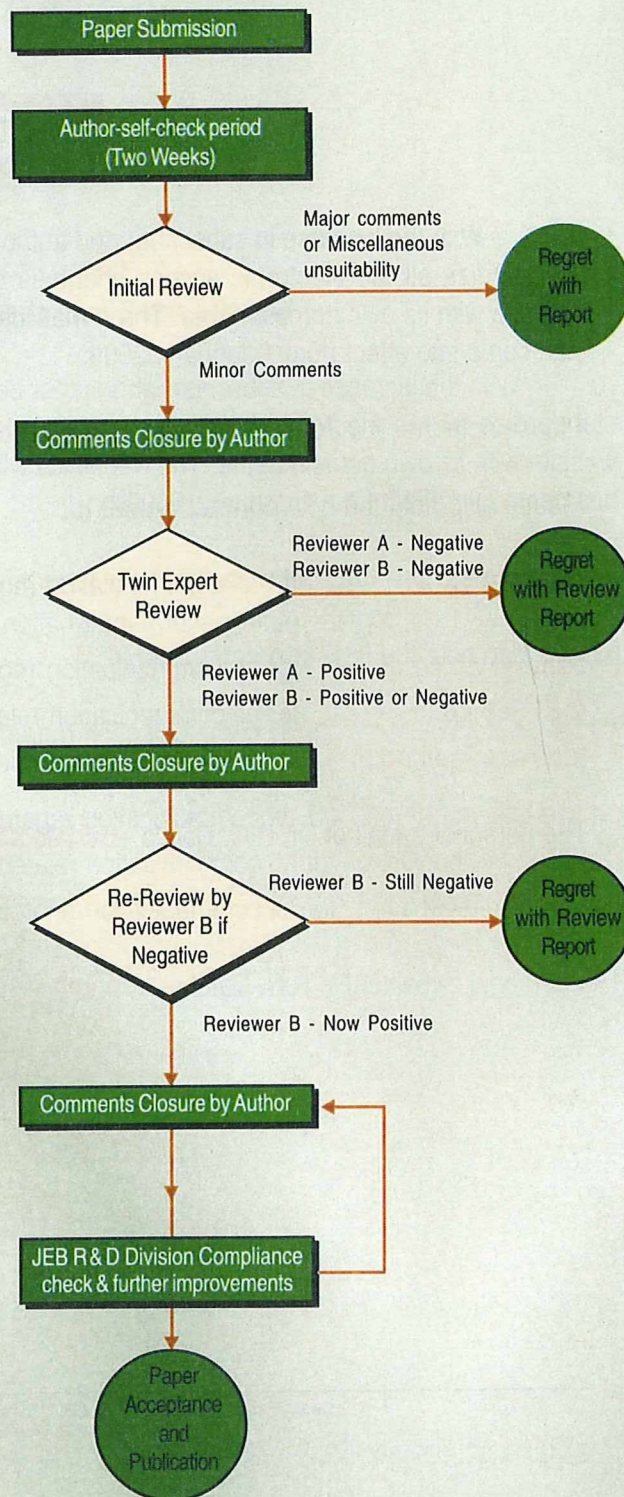 Paper Submission
Author-self-check period
(Two Weeks)
Major comments
or Miscellaneous
unsuitability
Initial Review
Regret
with
Report
Minor Comments
Comments Closure by Author
Reviewer A - Negative
Reviewer B - Negative
Twin Expert
Review
Regret
with Review
Report
Reviewer A - Positive
Reviewer B - Positive or Negative
Comments Closure by Author
Reviewer B - Still Negative
Re-Review by
Reviewer B if
Negative
Regret
with Review
Report
Reviewer B - Now Positive
Comments Closure by Author
JEB R & D Division Compliance
check & further improvements
Paper
Acceptance
and
Publication